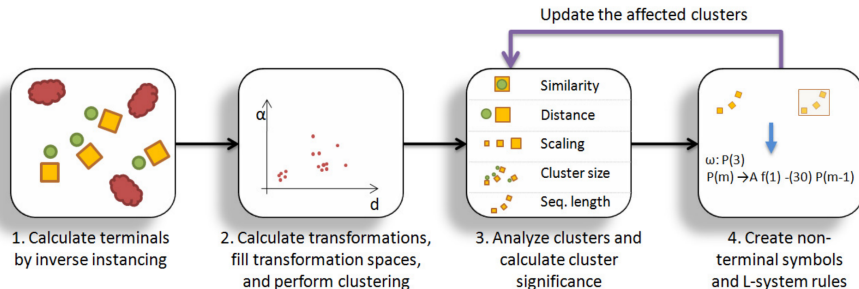 Update the affected clusters
α
d
Similarity
Distance
Scaling
Cluster size
Seq. length
ω: P(3)
P(m) →A f(1) -(30) P(m-1)
1. Calculate terminals
by inverse instancing
2. Calculate transformations,
fill transformation spaces,
and perform clustering
3. Analyze clusters and
calculate cluster
significance
4. Create non-
terminal symbols
and L-system rules